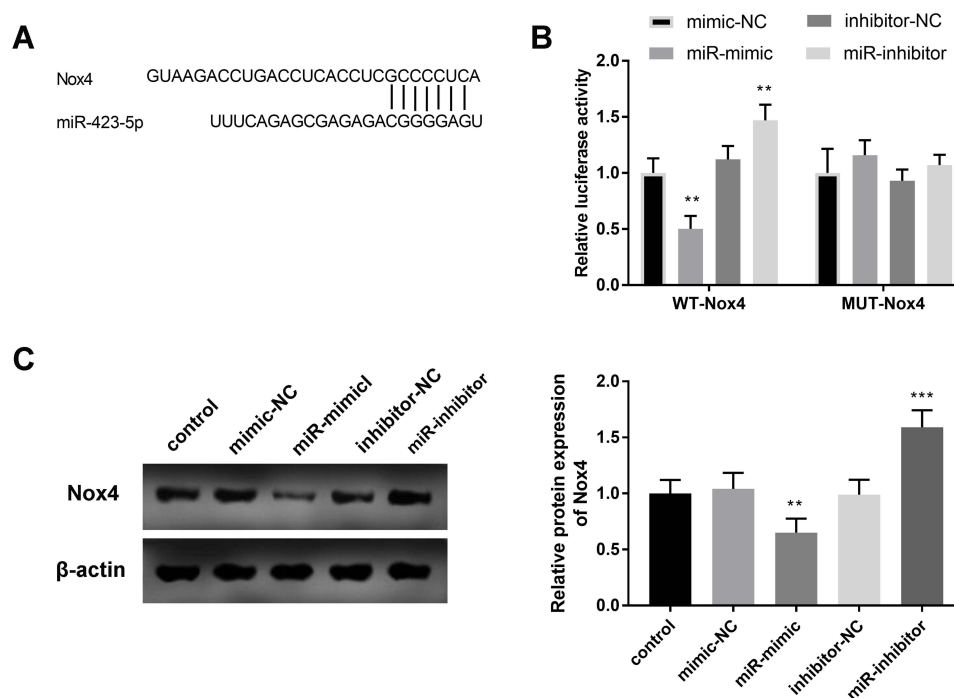 A
Nox4 GUAAGACCUGACCUCACCUCGCCCCUCA
miR-423-5p UUUCAGAGCGAGAGACGGGGAGU
B
mimic-NC inhibitor-NC
miR-mimic miR-inhibitor
Relative luciferase activity
2.0
1.5
1.0
0.5
0.0
**
**
WT-Nox4 MUT-Nox4
C
control mimic-NC miR-mimicl inhibitor-NC miR-inhibitor
Nox4
β-actin
Relative protein expression
of Nox4
2.0
1.5
1.0
0.5
0.0
**
***
control mimic-NC miR-mimic inhibitor-NC miR-inhibitor